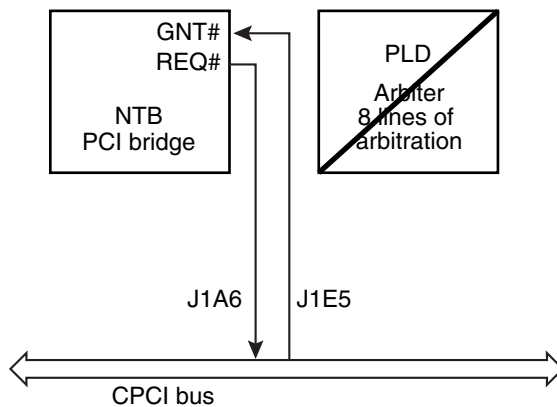 GNT#
REQ#
NTB
PCI bridge
PLD
Arbiter
8 lines of
arbitration
J1A6
J1E5
CPCI bus